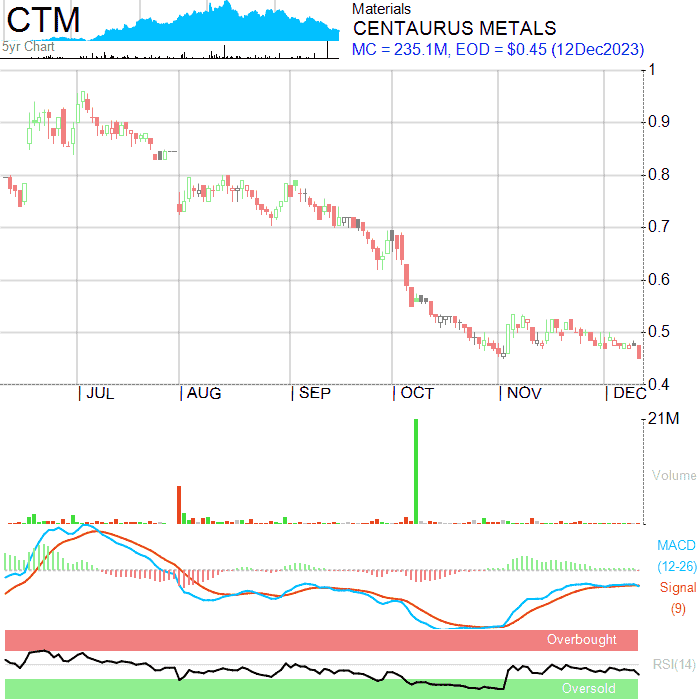 CTM
5yr Chart
Materials
CENTAURUS METALS
MC = 235.1M, EOD = $0.45 (12Dec2023)
1
0.9
0.8
0.7
0.6
0.5
0.4
JUL AUG SEP OCT NOV DEC
21M
Volume
MACD
(12-26)
Signal
(9)
Overbought
RSI(14)
Oversold